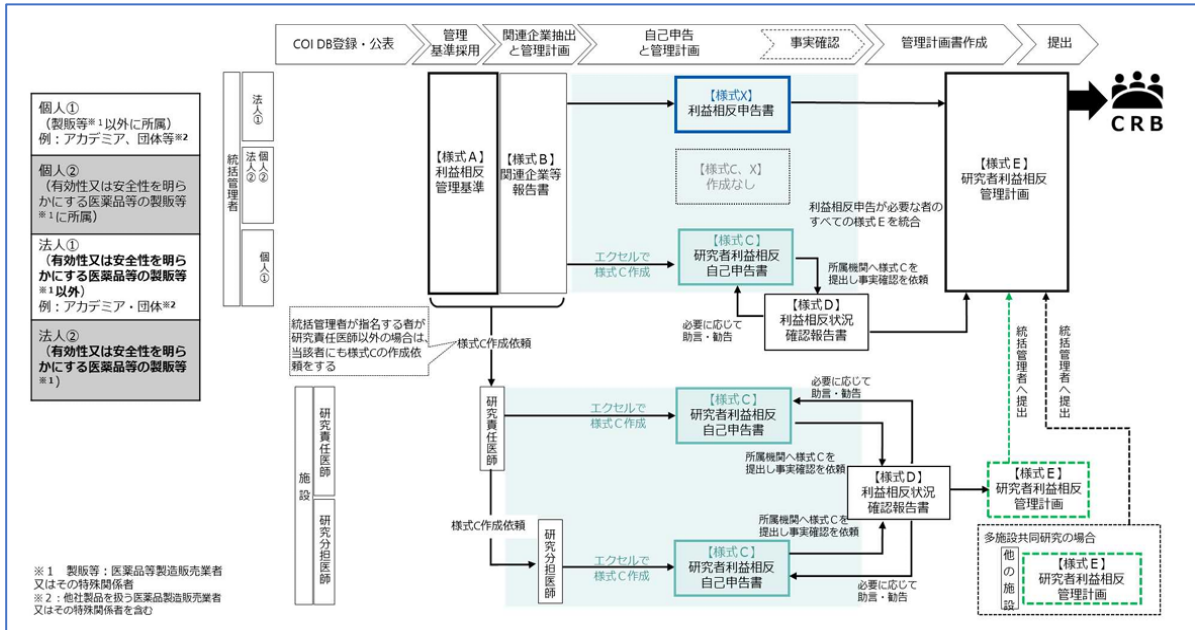 COI DB登録・公表
管理
基準採用
関連企業抽出
と管理計画
自己申告
と管理計画
事実確認
管理計画書作成
提出
個人①
(製販等※1以外に所属)
例：アカデミア、団体等※2
個人②
(有効性又は安全性を明ら
かにする医薬品等の製販等
※1に所属)
法人①
(有効性又は安全性を明ら
かにする医薬品等の製販等
※1以外)
例：アカデミア・団体※2
法人②
(有効性又は安全性を明ら
かにする医薬品等の製販等
※1)
統括管理者
法人①
個人②
法人②
個人①
【様式A】
利益相反
管理基準
【様式B】
関連企業等
報告書
【様式X】
利益相反申告書
【様式C、X】
作成なし
エクセルで
様式C作成
【様式C】
研究者利益相反
自己申告書
所属機関へ様式Cを
提出し事実確認を依頼
必要に応じて
助言・勧告
【様式D】
利益相反状況
確認報告書
利益相反申告が必要な者の
すべての様式Eを統合
【様式E】
研究者利益相反
管理計画
CRB
統括管理者が指名する者が
研究責任医師以外の場合は、
当該者にも様式Cの作成依
頼をする
様式C作成依頼
統括管理者へ提出
統括管理者へ提出
施設
研究責任医師
研究分担医師
研究責任医師
エクセルで
様式C作成
【様式C】
研究者利益相反
自己申告書
必要に応じて
助言・勧告
所属機関へ様式Cを
提出し事実確認を依頼
【様式D】
利益相反状況
確認報告書
【様式E】
研究者利益相反
管理計画
様式C作成依頼
研究分担医師
エクセルで
様式C作成
【様式C】
研究者利益相反
自己申告書
所属機関へ様式Cを
提出し事実確認を依頼
必要に応じて
助言・勧告
多施設共同研究の場合
他の施設
【様式E】
研究者利益相反
管理計画
※1 製販等：医薬品等製造販売業者
又はその特殊関係者
※2：他社製品を扱う医薬品製造販売業者
又はその特殊関係者を含む